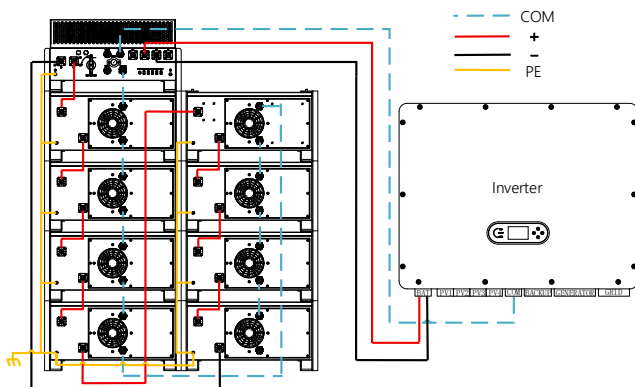 COM
+
−
PE
Inverter
BAT PV1 PV2 PV3 PV4 COM BACKUP GENERATOR GRID